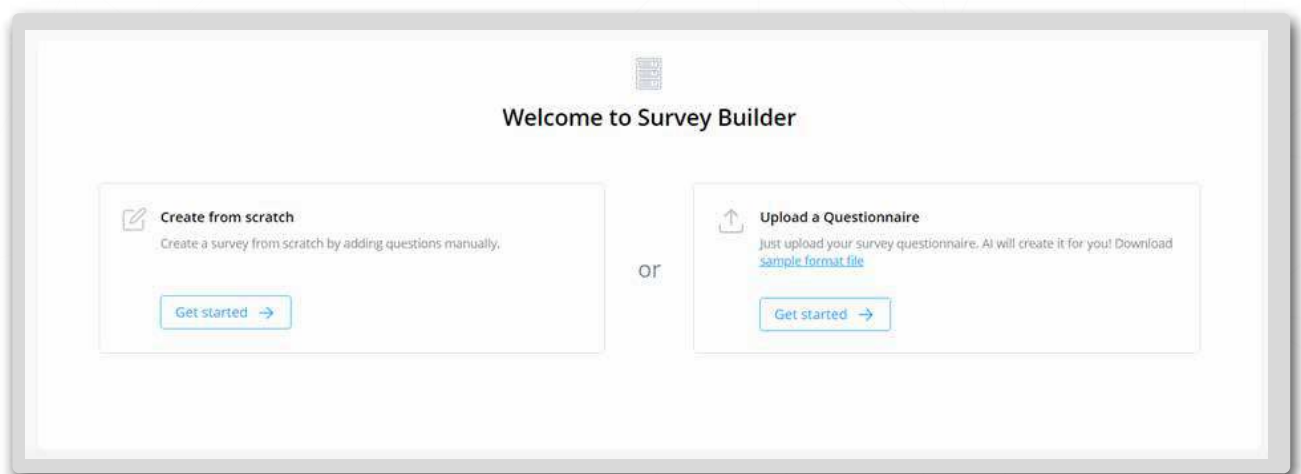 Welcome to Survey Builder
Create from scratch
Create a survey from scratch by adding questions manually.
Get started
or
Upload a Questionnaire
Just upload your survey questionnaire. AI will create it for you! Download
sample format file
Get started